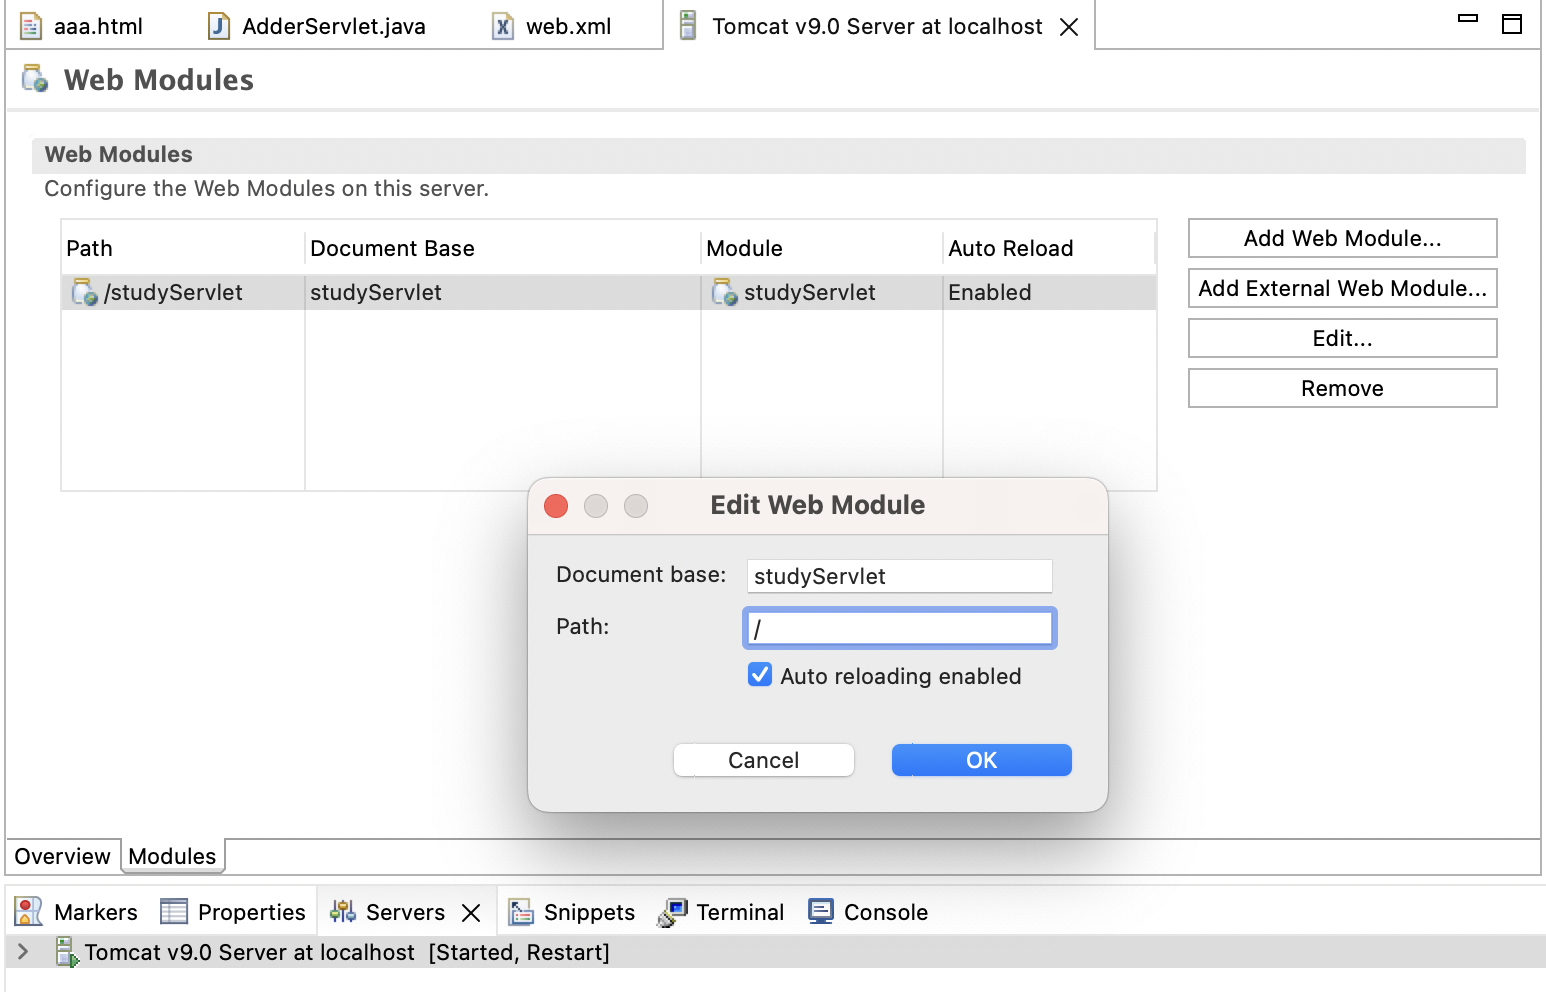 aaa.html AdderServlet.java web.xml Tomcat v9.0 Server at localhost
Web Modules
Web Modules
Configure the Web Modules on this server.
Path Document Base Module Auto Reload
/studyServlet studyServlet studyServlet Enabled
Add Web Module...
Add External Web Module...
Edit...
Remove
Edit Web Module
Document base: studyServlet
Path: /
Auto reloading enabled
Cancel OK
Overview Modules
Markers Properties Servers Snippets Terminal Console
Tomcat v9.0 Server at localhost [Started, Restart]